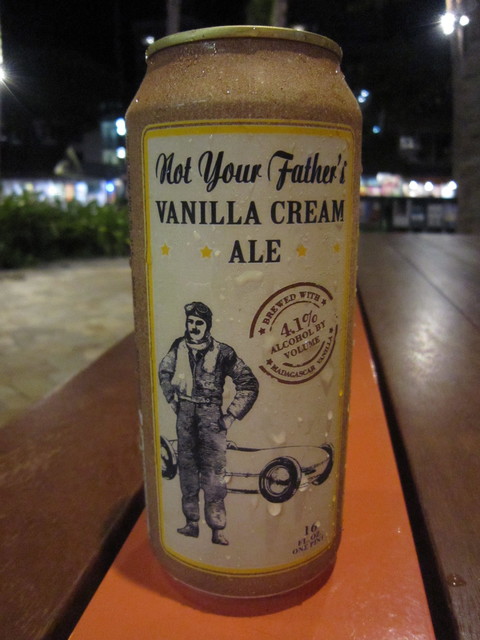 Not Your Father's
VANILLA CREAM
ALE
BREWED WITH
4.1%
ALCOHOL BY
VOLUME
MADAGASCAR VANILLA
16
FL. OZ.
ONE PINT